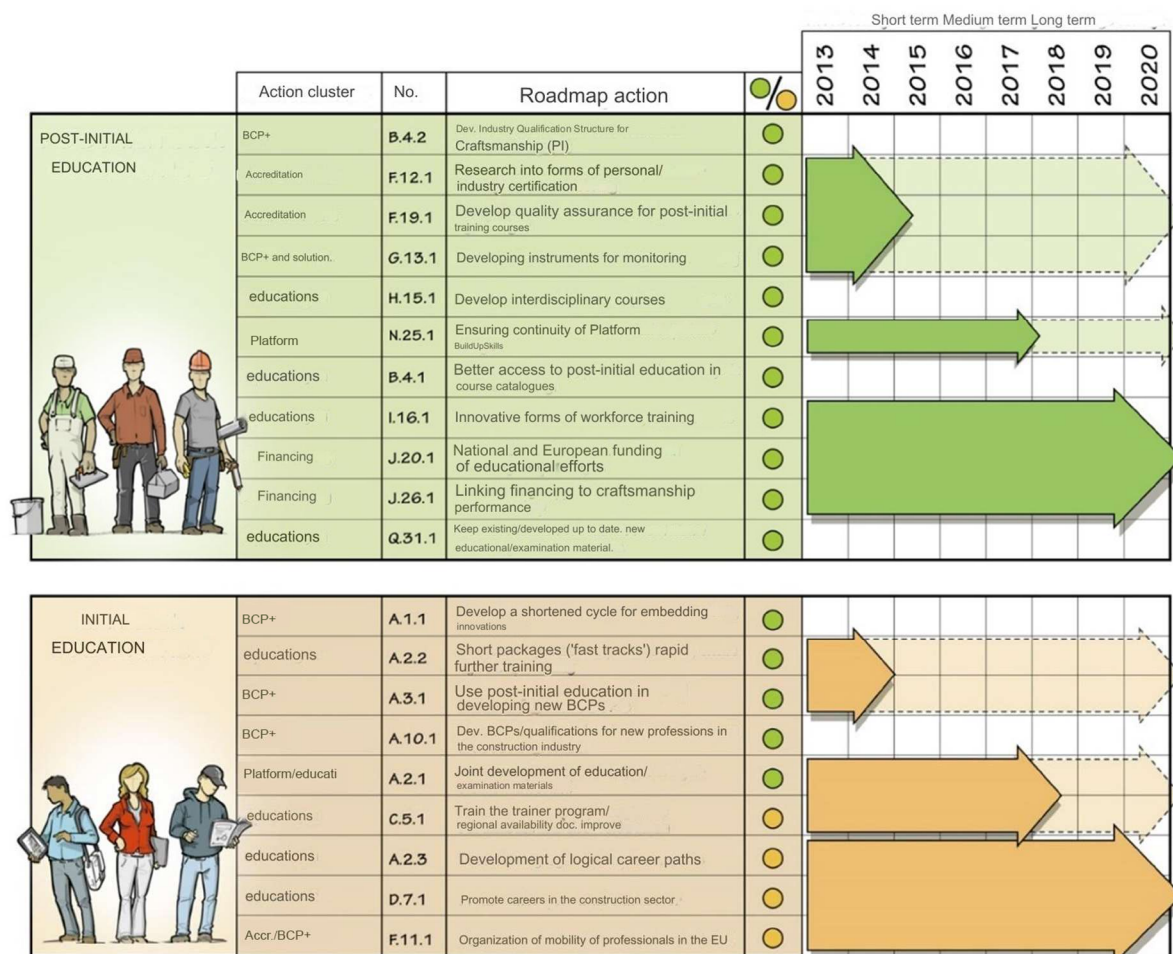 Short term Medium term Long term
2013 2014 2015 2016 2017 2018 2019 2020
Action cluster No. Roadmap action /
POST-INITIAL
EDUCATION
BCP+ B.4.2 Dev. Industry Qualification Structure for
Craftsmanship (PI)
Accreditation F.12.1 Research into forms of personal/
industry certification
Accreditation F.19.1 Develop quality assurance for post-initial
training courses
BCP+ and solution. G.13.1 Developing instruments for monitoring
educations H.15.1 Develop interdisciplinary courses
Platform N.25.1 Ensuring continuity of Platform
BuildUpSkills
educations B.4.1 Better access to post-initial education in
course catalogues
educations I.16.1 Innovative forms of workforce training
Financing J.20.1 National and European funding
of educational efforts
Financing J.26.1 Linking financing to craftsmanship
performance
educations Q.31.1 Keep existing/developed up to date. new
educational/examination material.
INITIAL
EDUCATION
BCP+ A.1.1 Develop a shortened cycle for embedding
innovations
educations A.2.2 Short packages ('fast tracks') rapid
further training
BCP+ A.3.1 Use post-initial education in
developing new BCPs
BCP+ A.10.1 Dev. BCPs/qualifications for new professions in
the construction industry
Platform/educati A.2.1 Joint development of education/
examination materials
educations C.5.1 Train the trainer program/
regional availability doc. improve
educations A.2.3 Development of logical career paths
educations D.7.1 Promote careers in the construction sector
Accr./BCP+ F.11.1 Organization of mobility of professionals in the EU